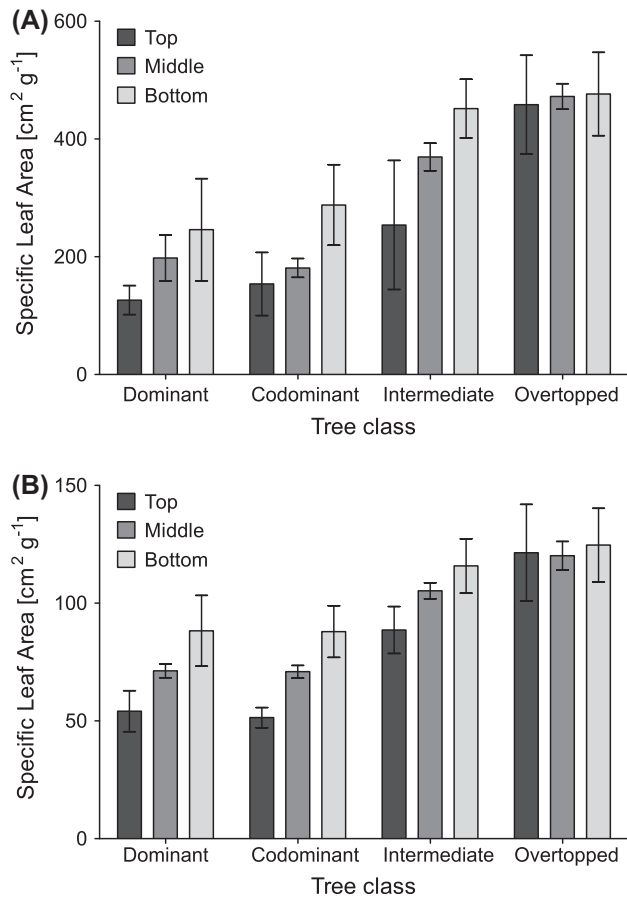 (A)
600
400
200
0
Specific Leaf Area [cm² g⁻¹]
Top
Middle
Bottom
Dominant Codominant Intermediate Overtopped
Tree class
(B)
150
100
50
0
Specific Leaf Area [cm² g⁻¹]
Top
Middle
Bottom
Dominant Codominant Intermediate Overtopped
Tree class